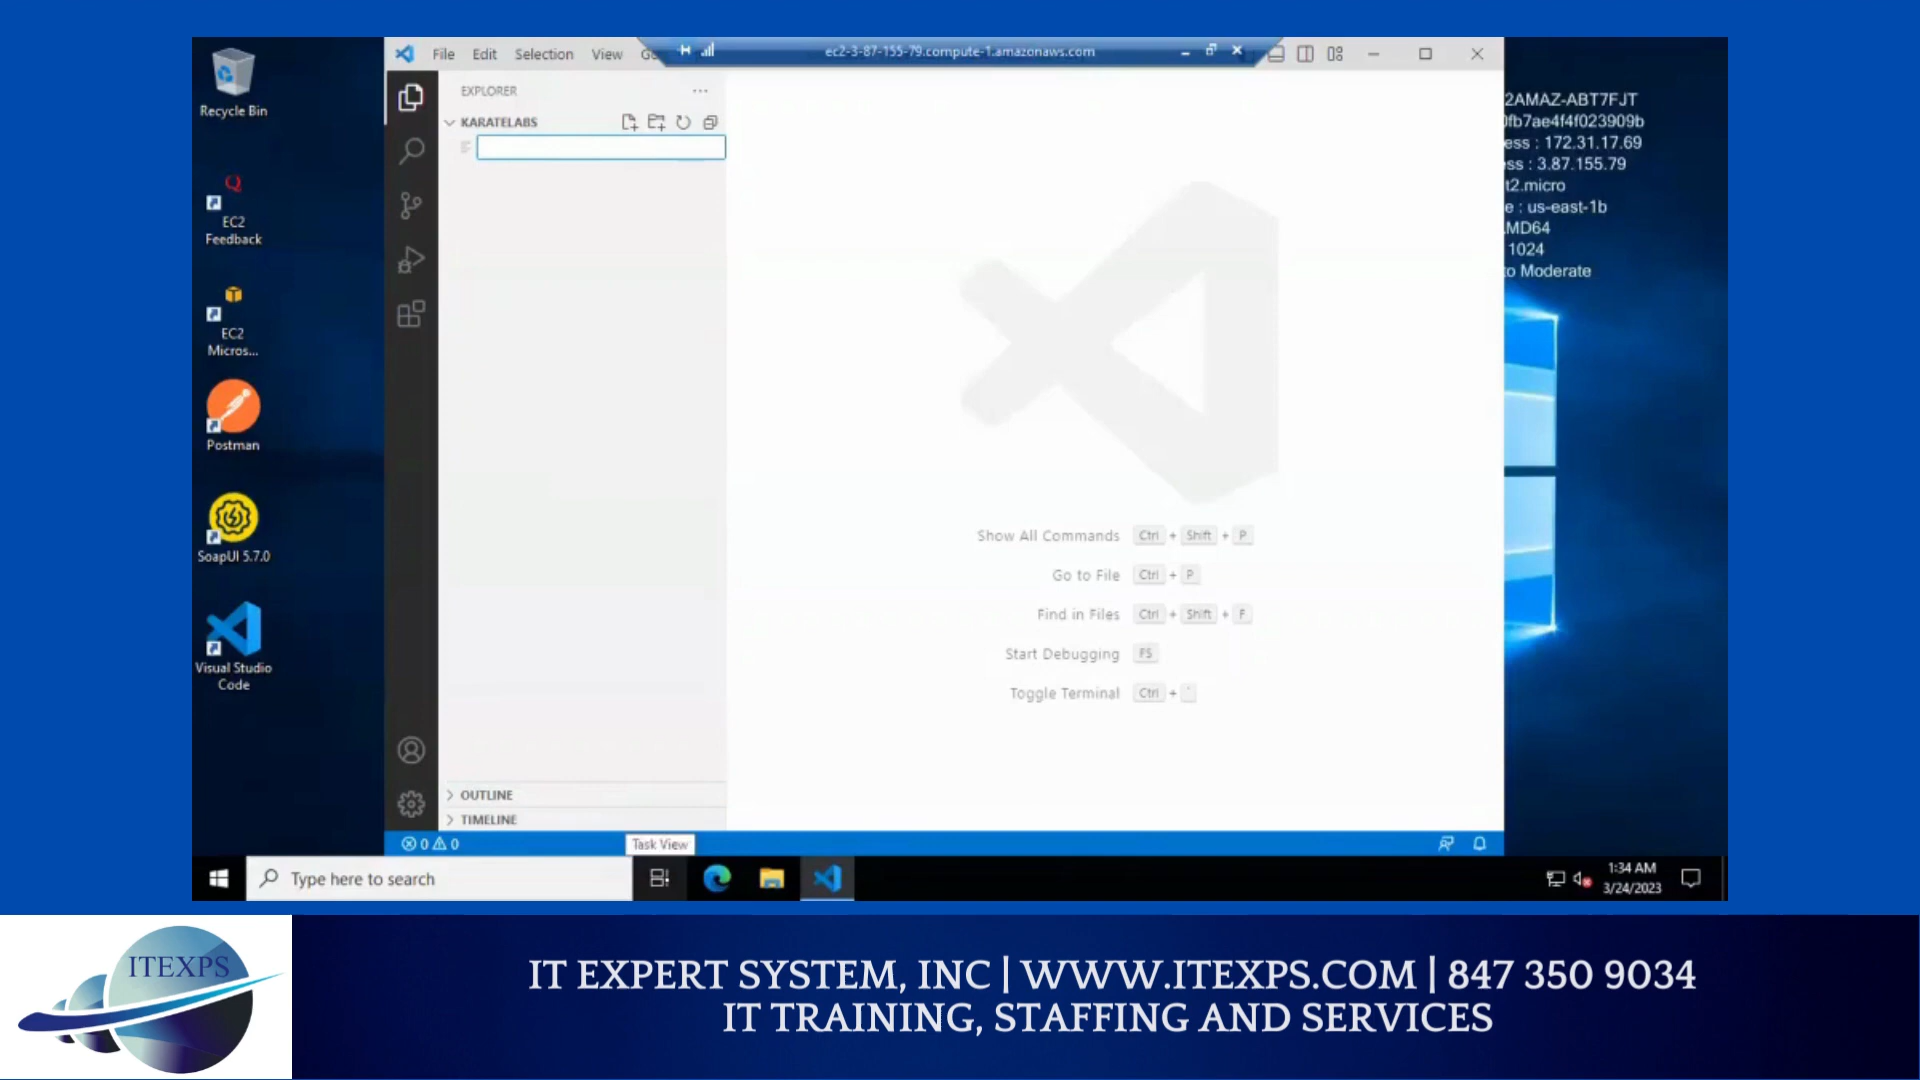 Recycle Bin
EC2
Feedback
EC2
Micros...
Postman
SoapUI 5.7.0
Visual Studio
Code
File Edit Selection View
ec2-3-87-155-79.compute-1.amazonaws.com
EXPLORER
KARATELABS
OUTLINE
TIMELINE
Show All Commands Ctrl + Shift + P
Go to File Ctrl + P
Find in Files Ctrl + Shift + F
Start Debugging F5
Toggle Terminal Ctrl + `
2AMAZ-ABT7FJT
0fb7ae4f4f023909b
ess : 172.31.17.69
ss : 3.87.155.79
t2.micro
e : us-east-1b
AMD64
1024
to Moderate
0 0
Task View
Type here to search
1:34 AM
3/24/2023
ITEXPS
IT EXPERT SYSTEM, INC | WWW.ITEXPS.COM | 847 350 9034
IT TRAINING, STAFFING AND SERVICES